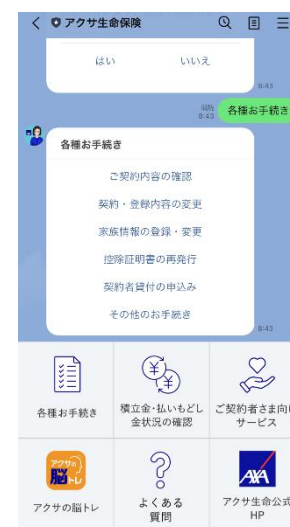 アクサ生命保険
はい いいえ
8:43
既読
8:43
各種お手続き
各種お手続き
ご契約内容の確認
契約・登録内容の変更
家族情報の登録・変更
控除証明書の再発行
契約者貸付の申込み
その他のお手続き
8:43
各種お手続き
積立金・払いもどし
金状況の確認
ご契約者さま向け
サービス
アクサの
脳トレ
アクサの脳トレ
よくある
質問
AXA
アクサ生命公式
HP